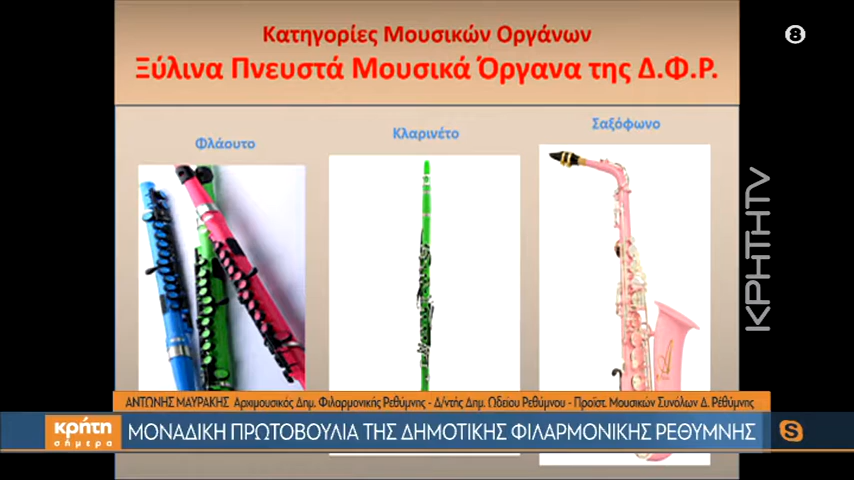 Κατηγορίες Μουσικών Οργάνων
Ξύλινα Πνευστά Μουσικά Όργανα της Δ.Φ.Ρ.
Φλάουτο
Κλαρινέτο
Σαξόφωνο
8
ΚΡΗΤΗTV
ΑΝΤΩΝΗΣ ΜΑΥΡΑΚΗΣ Αρχιμουσικός Δημ. Φιλαρμονικής Ρεθύμνης - Δ/ντής Δημ. Ωδείου Ρεθύμνου - Προϊστ. Μουσικών Συνόλων Δ. Ρέθύμνης
κρήτη
σήμερα
ΜΟΝΑΔΙΚΗ ΠΡΩΤΟΒΟΥΛΙΑ ΤΗΣ ΔΗΜΟΤΙΚΗΣ ΦΙΛΑΡΜΟΝΙΚΗΣ ΡΕΘΥΜΝΗΣ